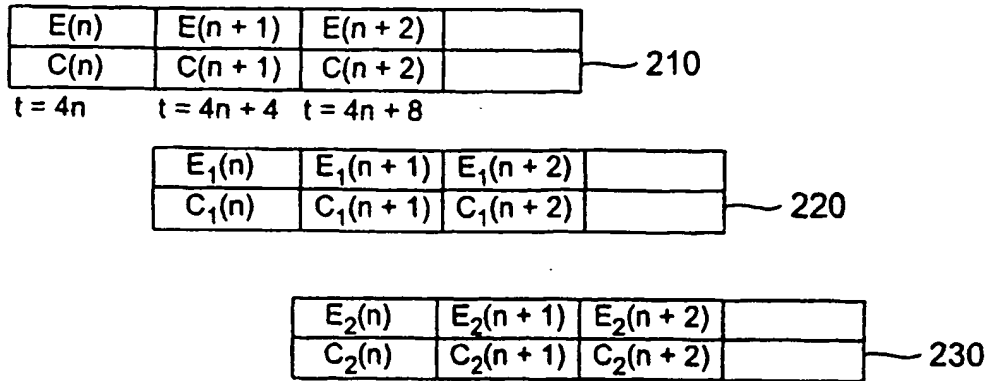 E(n) E(n + 1) E(n + 2)
C(n) C(n + 1) C(n + 2) 210
t = 4n t = 4n + 4 t = 4n + 8
E₁(n) E₁(n + 1) E₁(n + 2)
C₁(n) C₁(n + 1) C₁(n + 2) 220
E₂(n) E₂(n + 1) E₂(n + 2)
C₂(n) C₂(n + 1) C₂(n + 2) 230